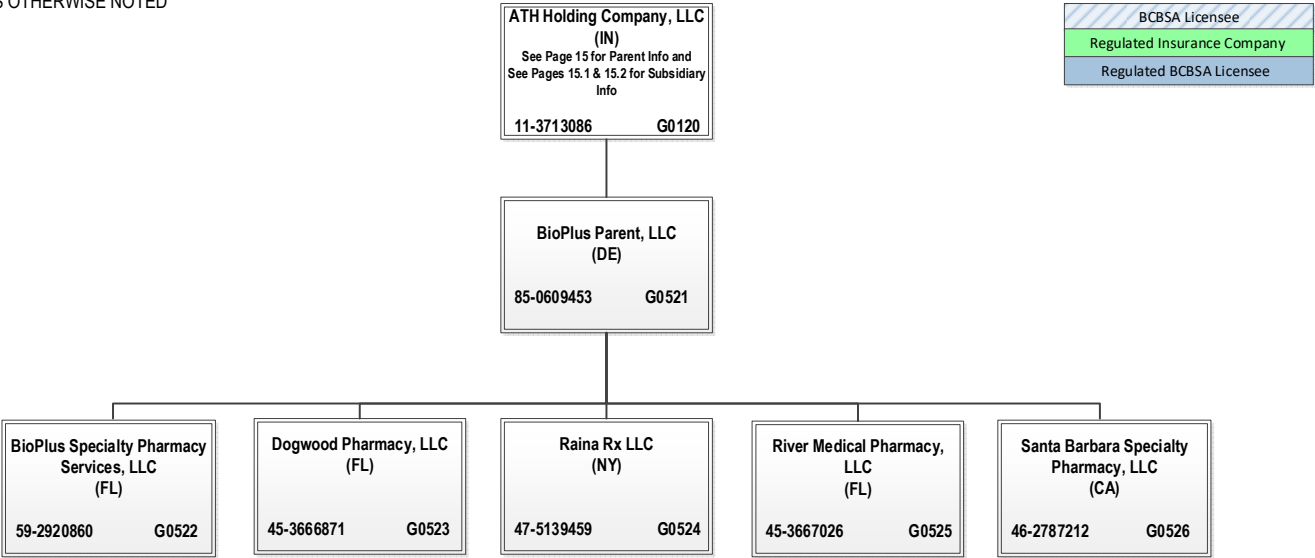 S OTHERWISE NOTED
ATH Holding Company, LLC
(IN)
See Page 15 for Parent Info and
See Pages 15.1 & 15.2 for Subsidiary
Info
11-3713086 G0120
BCBSA Licensee
Regulated Insurance Company
Regulated BCBSA Licensee
BioPlus Parent, LLC
(DE)
85-0609453 G0521
BioPlus Specialty Pharmacy
Services, LLC
(FL)
59-2920860 G0522
Dogwood Pharmacy, LLC
(FL)
45-3666871 G0523
Raina Rx LLC
(NY)
47-5139459 G0524
River Medical Pharmacy,
LLC
(FL)
45-3667026 G0525
Santa Barbara Specialty
Pharmacy, LLC
(CA)
46-2787212 G0526